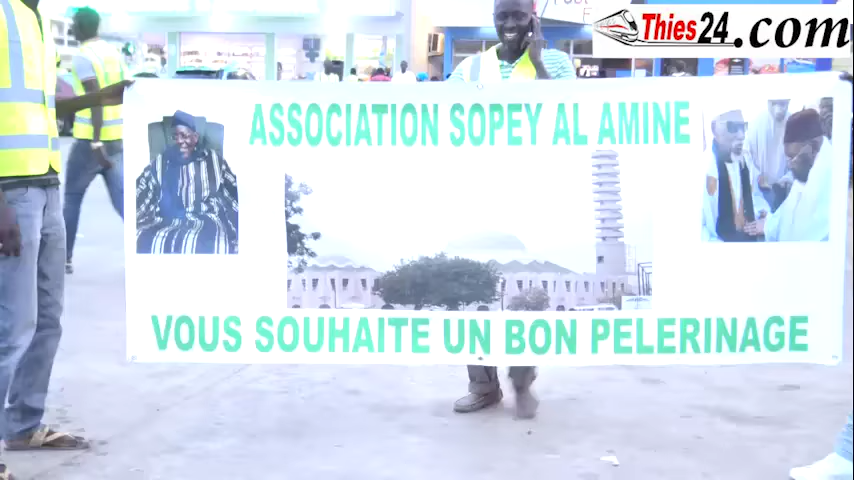 Thies24.com
ASSOCIATION SOPEY AL AMINE
VOUS SOUHAITE UN BON PELERINAGE